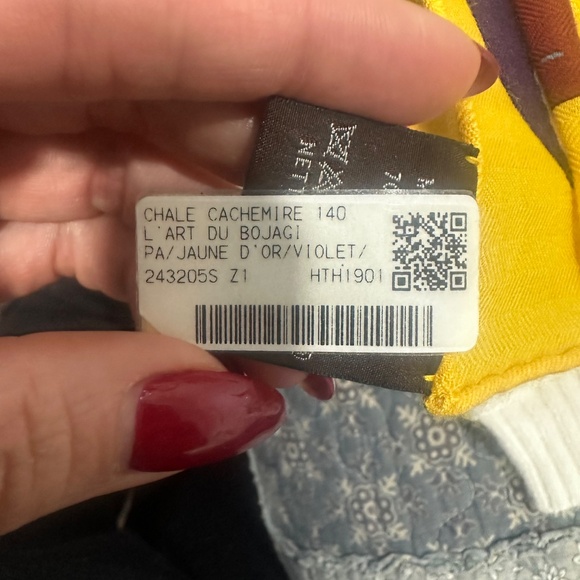 CHALE CACHEMIRE 140
L'ART DU BOJAGI
PA/JAUNE D'OR/VIOLET/
243205S Z1 HTH1901